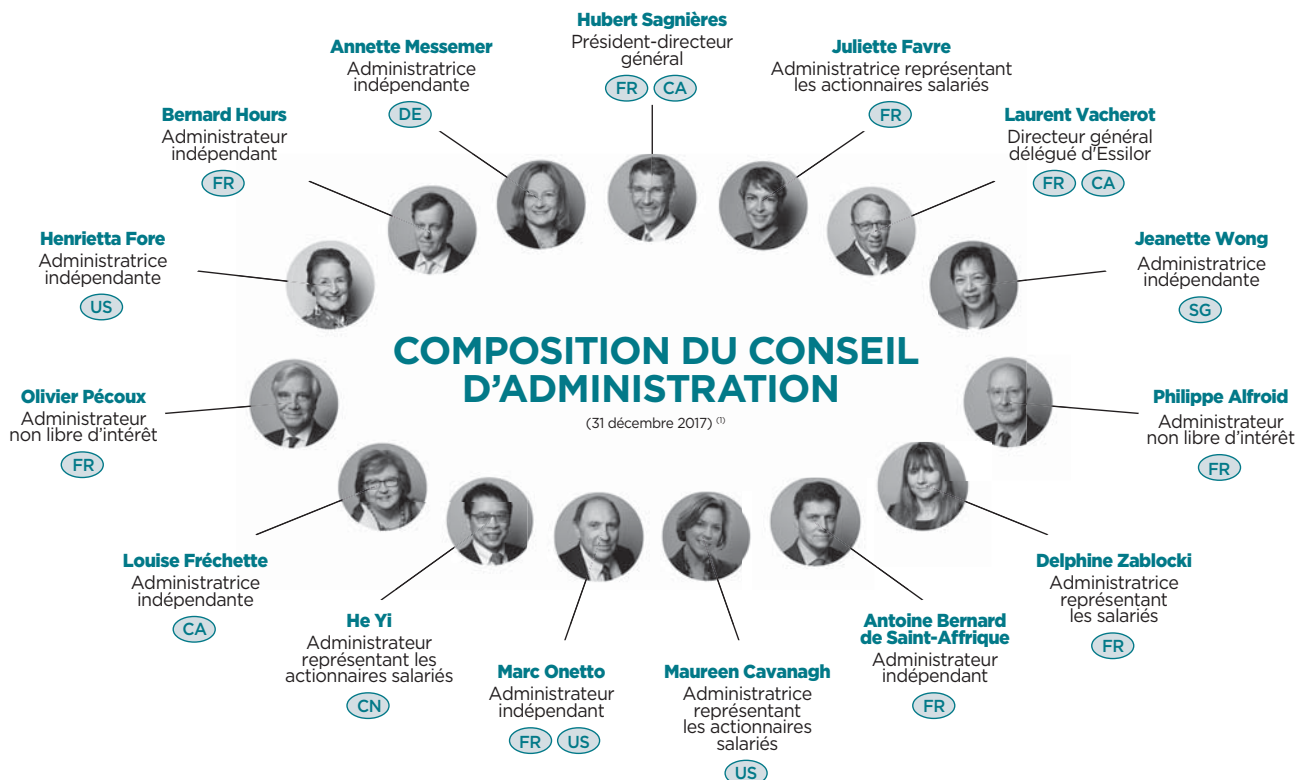 Hubert Sagnières
Président-directeur
général
FR CA
Juliette Favre
Administratrice représentant
les actionnaires salariés
FR
Laurent Vacherot
Directeur général
délégué d'Essilor
FR CA
Jeanette Wong
Administratrice
indépendante
SG
Philippe Alfroid
Administrateur
non libre d'intérêt
FR
Delphine Zablocki
Administratrice
représentant
les salariés
FR
Antoine Bernard
de Saint-Affrique
Administrateur
indépendant
FR
Maureen Cavanagh
Administratrice
représentant
les actionnaires
salariés
US
Marc Onetto
Administrateur
indépendant
FR US
He Yi
Administrateur
représentant les
actionnaires salariés
CN
Louise Fréchette
Administratrice
indépendante
CA
Olivier Pécoux
Administrateur
non libre d'intérêt
FR
Henrietta Fore
Administratrice
indépendante
US
Bernard Hours
Administrateur
indépendant
FR
Annette Messemer
Administratrice
indépendante
DE
COMPOSITION DU CONSEIL
D'ADMINISTRATION
(31 décembre 2017) (1)